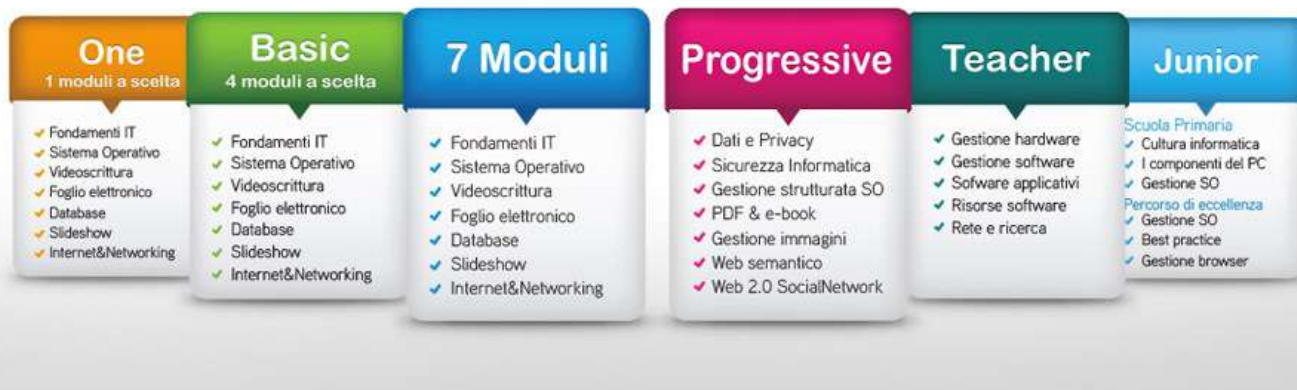 One
1 moduli a scelta
Fondamenti IT
Sistema Operativo
Videoscrittura
Foglio elettronico
Database
Slideshow
Internet&Networking
Basic
4 moduli a scelta
Fondamenti IT
Sistema Operativo
Videoscrittura
Foglio elettronico
Database
Slideshow
Internet&Networking
7 Moduli
Fondamenti IT
Sistema Operativo
Videoscrittura
Foglio elettronico
Database
Slideshow
Internet&Networking
Progressive
Dati e Privacy
Sicurezza Informatica
Gestione strutturata SO
PDF & e-book
Gestione immagini
Web semantico
Web 2.0 SocialNetwork
Teacher
Gestione hardware
Gestione software
Sofware applicativi
Risorse software
Rete e ricerca
Junior
Scuola Primaria
Cultura informatica
I componenti del PC
Gestione SO
Percorso di eccellenza
Gestione SO
Best practice
Gestione browser